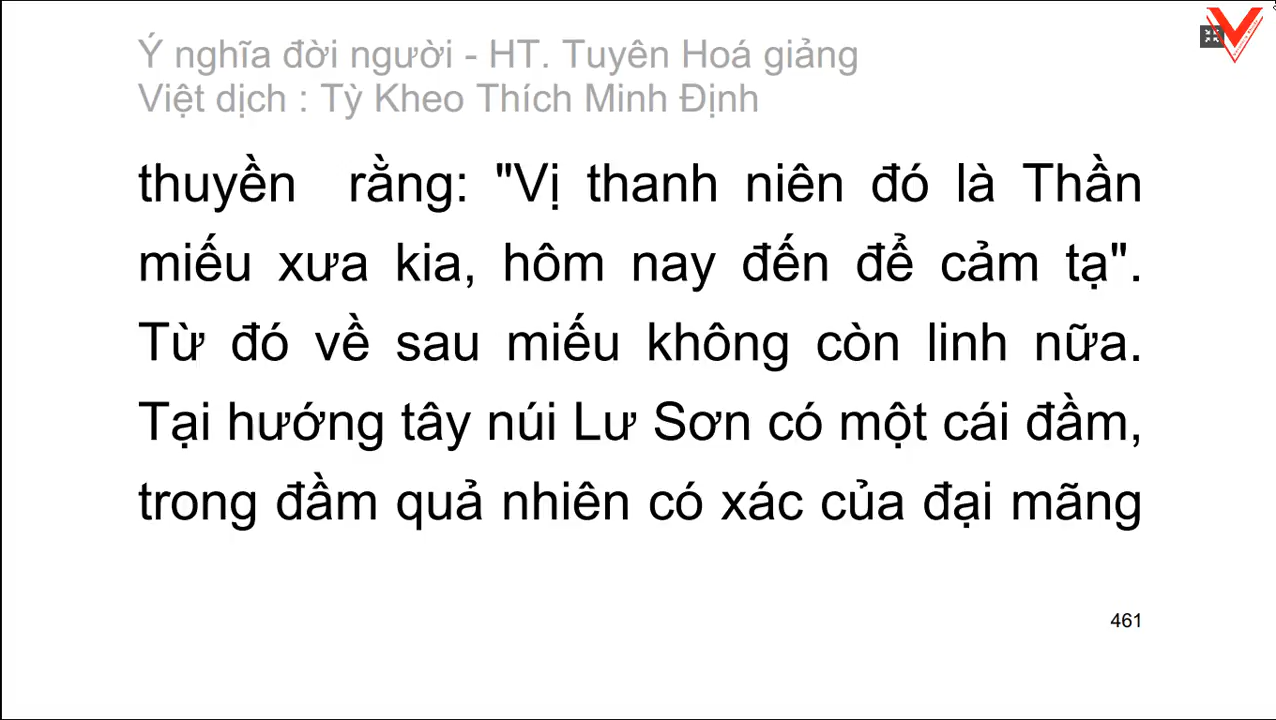 Ý nghĩa đời người - HT. Tuyên Hoá giảng
Việt dịch : Tỳ Kheo Thích Minh Định
thuyền rằng: "Vị thanh niên đó là Thần
miếu xưa kia, hôm nay đến để cảm tạ".
Từ đó về sau miếu không còn linh nữa.
Tại hướng tây núi Lư Sơn có một cái đầm,
trong đầm quả nhiên có xác của đại mãng
461